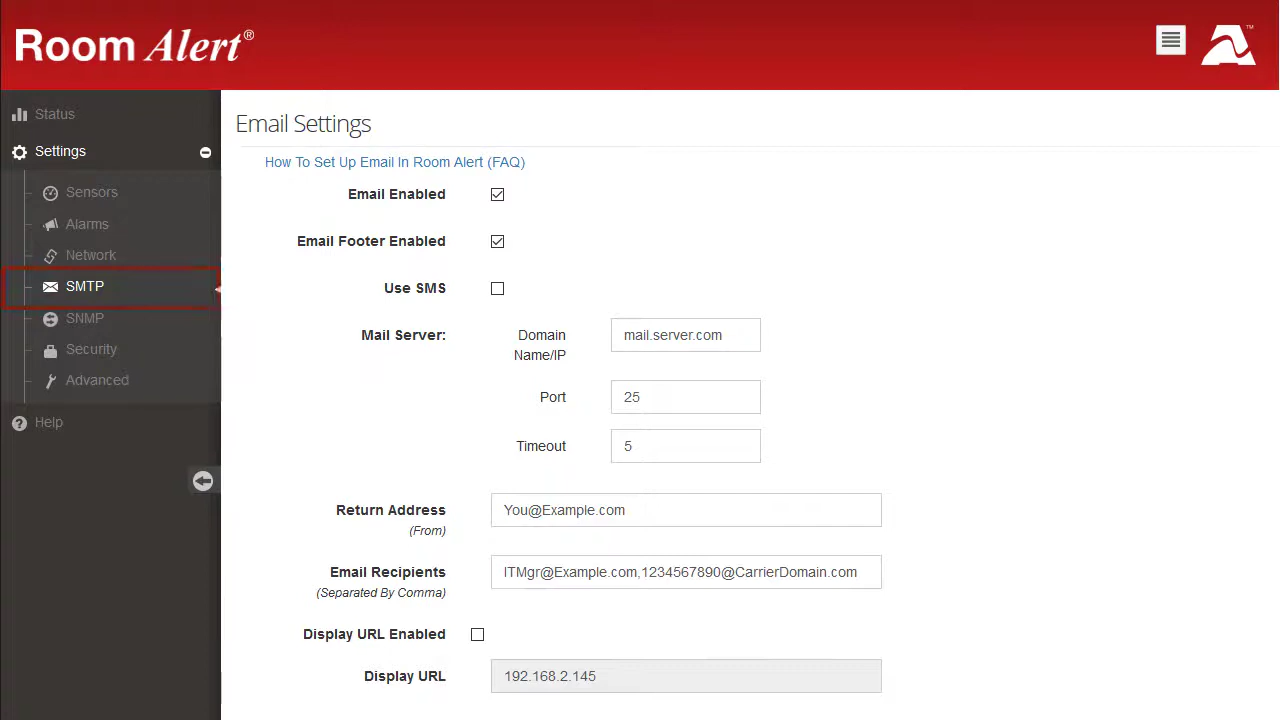 Room Alert®
Status
Settings
Sensors
Alarms
Network
SMTP
SNMP
Security
Advanced
Help
Email Settings
How To Set Up Email In Room Alert (FAQ)
Email Enabled
Email Footer Enabled
Use SMS
Mail Server: Domain Name/IP mail.server.com
Port 25
Timeout 5
Return Address You@Example.com
(From)
Email Recipients ITMgr@Example.com,1234567890@CarrierDomain.com
(Separated By Comma)
Display URL Enabled
Display URL 192.168.2.145